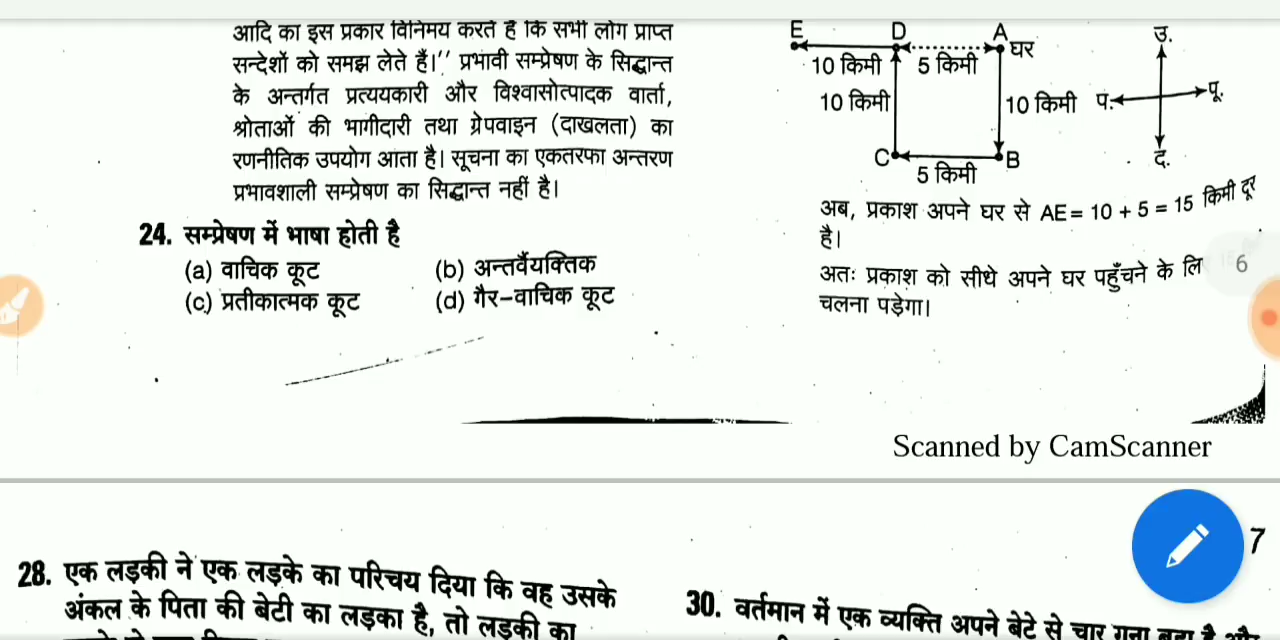 आदि का इस प्रकार विनिमय करते हैं कि सभी लोग प्राप्त
सन्देशों को समझ लेते हैं।'' प्रभावी सम्प्रेषण के सिद्धान्त
के अन्तर्गत प्रत्ययकारी और विश्वासोत्पादक वार्ता,
श्रोताओं की भागीदारी तथा ग्रेपवाइन (दाखलता) का
रणनीतिक उपयोग आता है। सूचना का एकतरफा अन्तरण
प्रभावशाली सम्प्रेषण का सिद्धान्त नहीं है।
24. सम्प्रेषण में भाषा होती है
(a) वाचिक कूट (b) अन्तर्वैयक्तिक
(c) प्रतीकात्मक कूट (d) गैर-वाचिक कूट
E D A घर
10 किमी 5 किमी
10 किमी 10 किमी
C B
5 किमी
उ.
प. पू.
द.
अब, प्रकाश अपने घर से AE = 10 + 5 = 15 किमी दूर
है।
अतः प्रकाश को सीधे अपने घर पहुँचने के लि
चलना पड़ेगा।
6
Scanned by CamScanner
7
28. एक लड़की ने एक लड़के का परिचय दिया कि वह उसके
अंकल के पिता की बेटी का लड़का है, तो लड़की का
30. वर्तमान में एक व्यक्ति अपने बेटे से चार गुना बड़ा है और